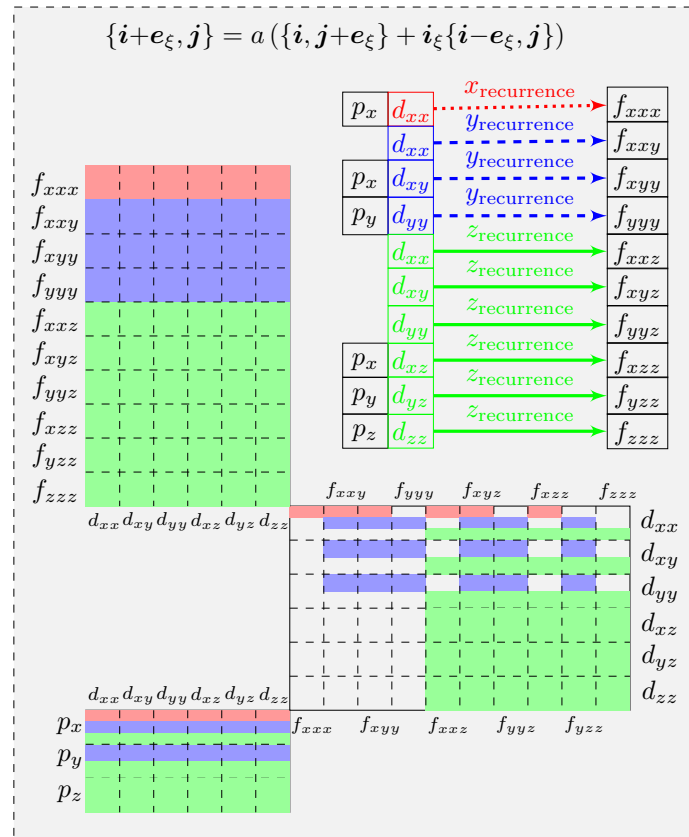 {i+e_ξ, j} = a ({i, j+e_ξ} + i_ξ{i−e_ξ, j})
p_x d_xx x_recurrence f_xxx
d_xx y_recurrence f_xxy
p_x d_xy y_recurrence f_xyy
p_y d_yy y_recurrence f_yyy
d_xx z_recurrence f_xxz
d_xy z_recurrence f_xyz
d_yy z_recurrence f_yyz
p_x d_xz z_recurrence f_xzz
p_y d_yz z_recurrence f_yzz
p_z d_zz z_recurrence f_zzz
f_xxx
f_xxy
f_xyy
f_yyy
f_xxz
f_xyz
f_yyz
f_xzz
f_yzz
f_zzz
d_xx d_xy d_yy d_xz d_yz d_zz
f_xxy f_yyy f_xyz f_xzz f_zzz
d_xx
d_xy
d_yy
d_xz
d_yz
d_zz
f_xxx f_xyy f_xxz f_yyz f_yzz
d_xx d_xy d_yy d_xz d_yz d_zz
p_x
p_y
p_z